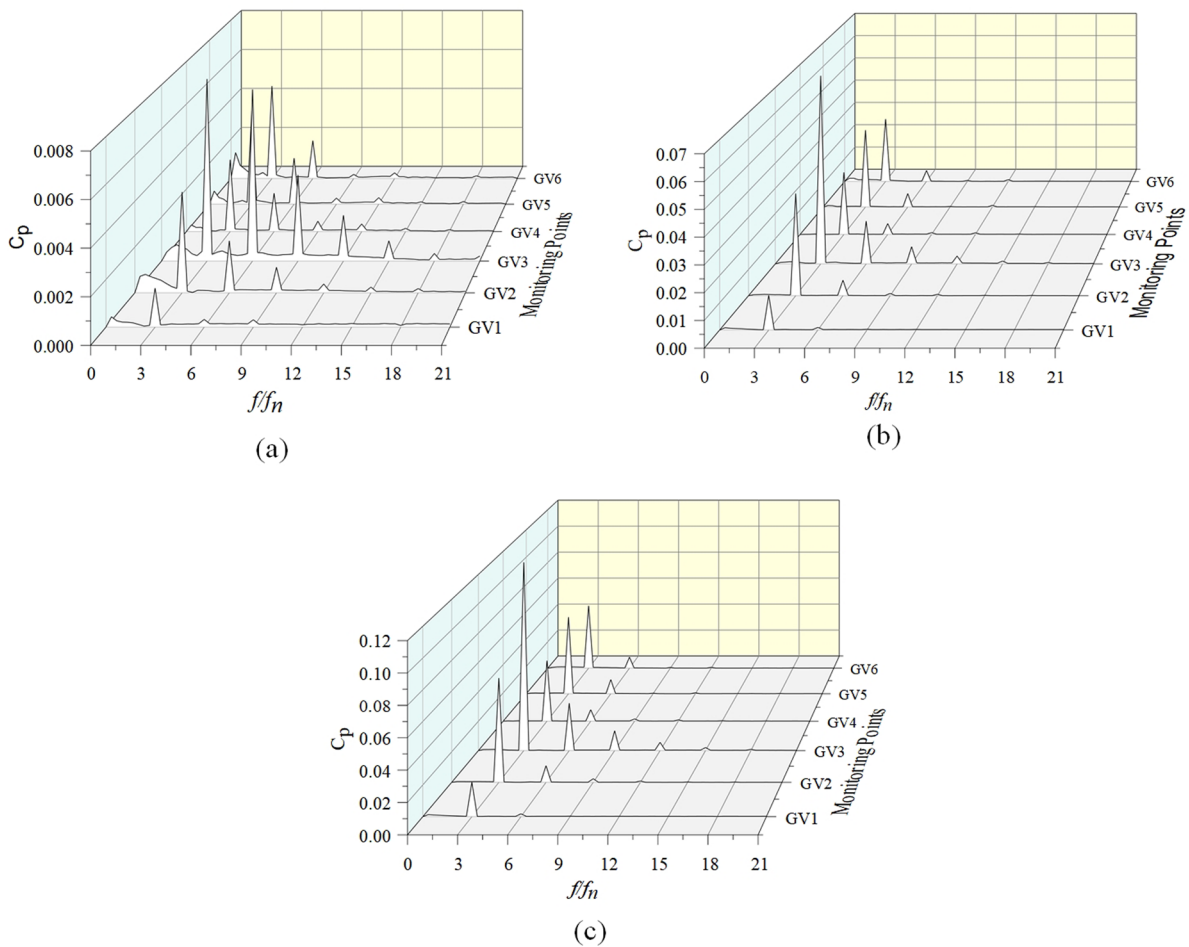 0.008
0.006
0.004
0.002
0.000
Cp
0 3 6 9 12 15 18 21
f/fn
GV1
GV2
GV3
GV4
GV5
GV6
Monitoring Points
(a)
0.07
0.06
0.05
0.04
0.03
0.02
0.01
0.00
Cp
0 3 6 9 12 15 18 21
f/fn
GV1
GV2
GV3
GV4
GV5
GV6
Monitoring Points
(b)
0.12
0.10
0.08
0.06
0.04
0.02
0.00
Cp
0 3 6 9 12 15 18 21
f/fn
GV1
GV2
GV3
GV4
GV5
GV6
Monitoring Points
(c)